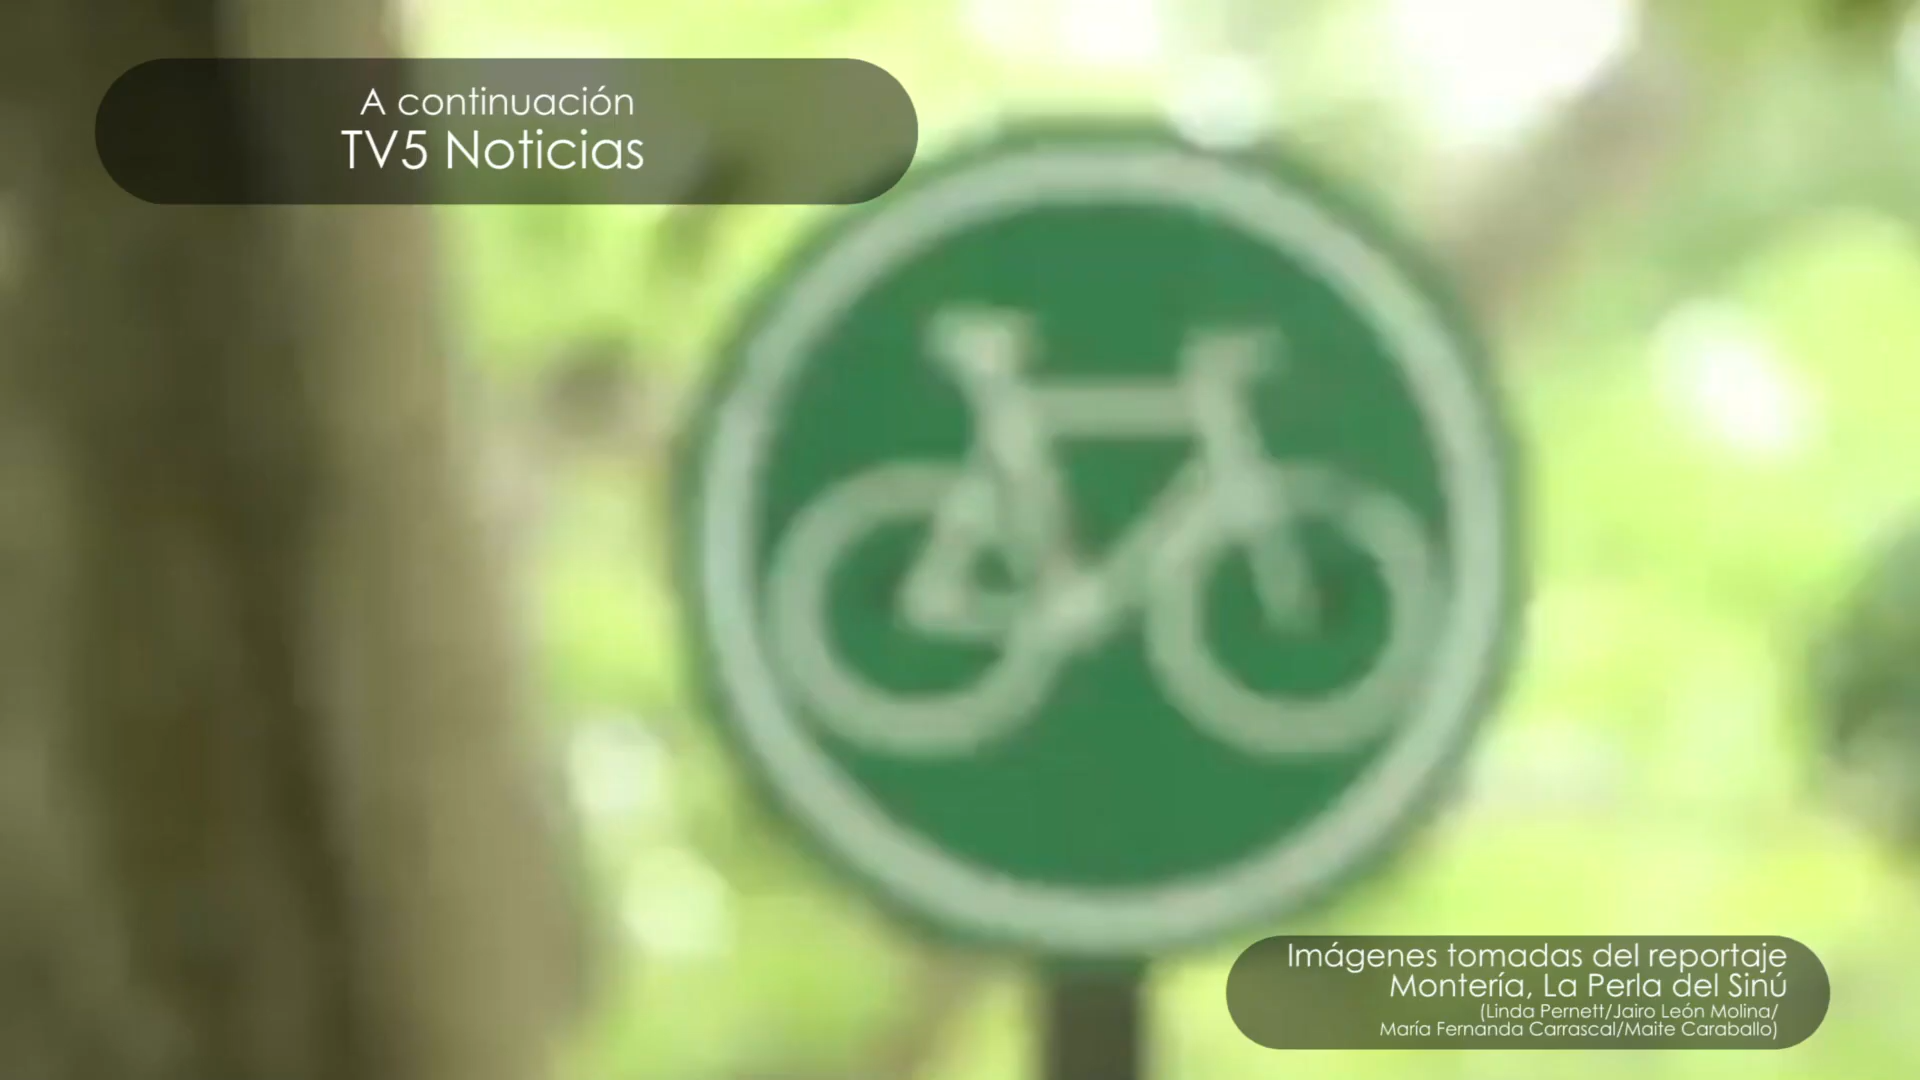 A continuación
TV5 Noticias
Imágenes tomadas del reportaje
Montería, La Perla del Sinú
(Linda Pernett/Jairo León Molina/
María Fernanda Carrascal/Maite Caraballo)